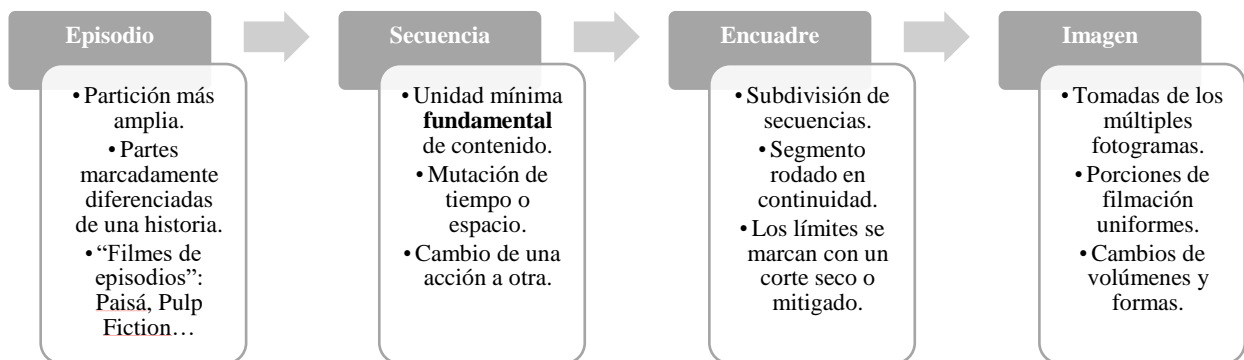 Episodio
• Partición más
amplia.
• Partes
marcadamente
diferenciadas
de una historia.
• “Filmes de
episodios”:
Paisá, Pulp
Fiction…
Secuencia
• Unidad mínima
fundamental
de contenido.
• Mutación de
tiempo o
espacio.
• Cambio de una
acción a otra.
Encuadre
• Subdivisión de
secuencias.
• Segmento
rodado en
continuidad.
• Los límites se
marcan con un
corte seco o
mitigado.
Imagen
• Tomadas de los
múltiples
fotogramas.
• Porciones de
filmación
uniformes.
• Cambios de
volúmenes y
formas.